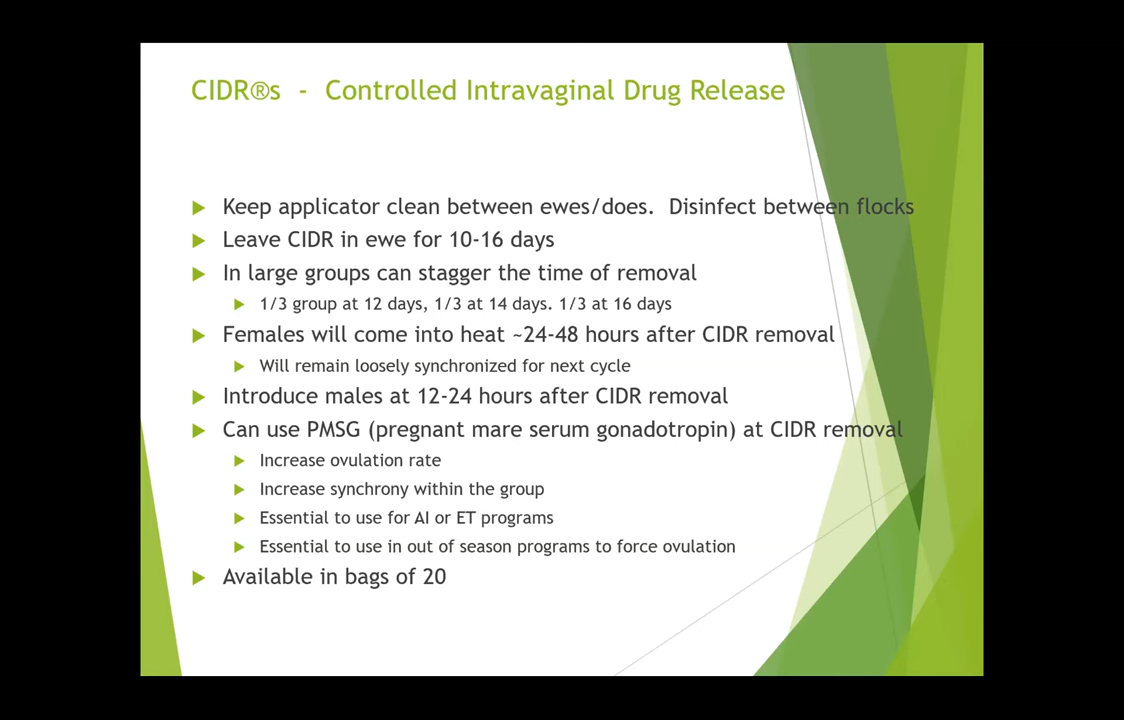 CIDR®s - Controlled Intravaginal Drug Release
Keep applicator clean between ewes/does. Disinfect between flocks
Leave CIDR in ewe for 10-16 days
In large groups can stagger the time of removal
1/3 group at 12 days, 1/3 at 14 days. 1/3 at 16 days
Females will come into heat ~24-48 hours after CIDR removal
Will remain loosely synchronized for next cycle
Introduce males at 12-24 hours after CIDR removal
Can use PMSG (pregnant mare serum gonadotropin) at CIDR removal
Increase ovulation rate
Increase synchrony within the group
Essential to use for AI or ET programs
Essential to use in out of season programs to force ovulation
Available in bags of 20